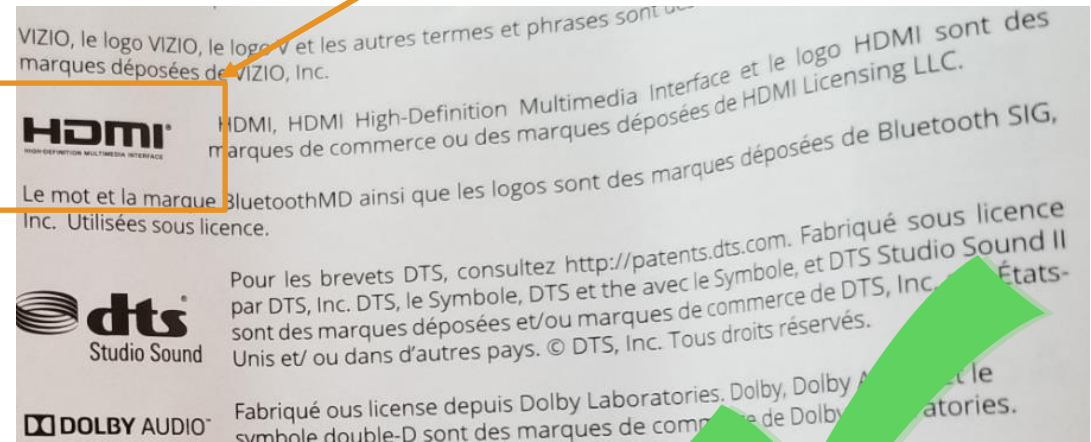 VIZIO, le logo VIZIO, le logo V et les autres termes et phrases sont
marques déposées de VIZIO, Inc.
HDMI
HIGH-DEFINITION MULTIMEDIA INTERFACE
HDMI, HDMI High-Definition Multimedia Interface et le logo HDMI sont des
marques de commerce ou des marques déposées de HDMI Licensing LLC.
Le mot et la marque BluetoothMD ainsi que les logos sont des marques déposées de Bluetooth SIG,
Inc. Utilisées sous licence.
dts
Studio Sound
Pour les brevets DTS, consultez http://patents.dts.com. Fabriqué sous licence
par DTS, Inc. DTS, le Symbole, DTS et the avec le Symbole, et DTS Studio Sound II
sont des marques déposées et/ou marques de commerce de DTS, Inc. États-
Unis et/ ou dans d'autres pays. © DTS, Inc. Tous droits réservés.
DOLBY AUDIO™
Fabriqué ous license depuis Dolby Laboratories. Dolby, Dolby et le
symbole double-D sont des marques de de Dolby